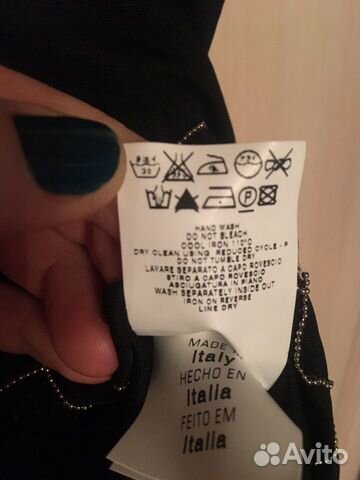 30
P
HAND WASH
DO NOT BLEACH
COOL IRON 110°C
DRY CLEAN USING REDUCED CYCLE - P
DO NOT TUMBLE DRY
LAVARE SEPARATO A CAPO ROVESCIO
STIRO A CAPO ROVESCIO
ASCIUGATURA IN PIANO
WASH SEPARATELY INSIDE OUT
IRON ON REVERSE
LINE DRY
MADE
Italy
HECHO EN
Italia
FEITO EM
Italia
Avito